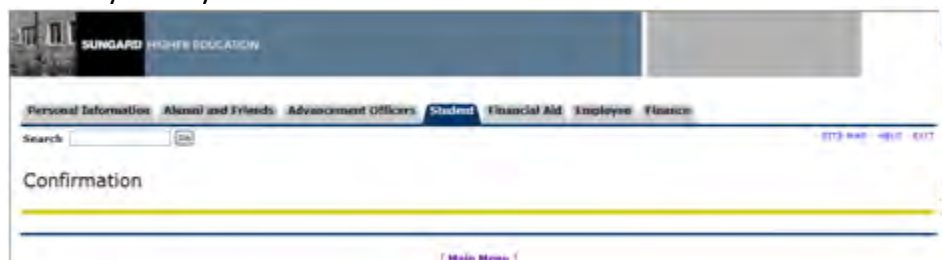 SUNGARD HIGHER EDUCATION
Personal Information Alumni and Friends Advancement Officers Student Financial Aid Employee Finance
Search Go SITE MAP HELP EXIT
Confirmation
[ Main Menu ]